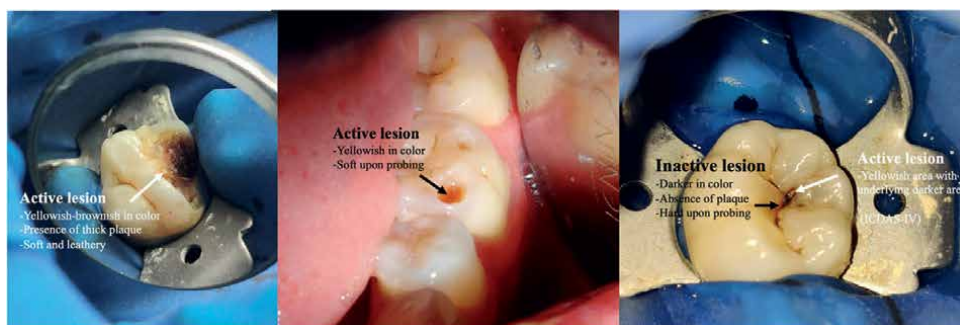 Active lesion
-Yellowish-brownish in color
-Presence of thick plaque
-Soft and leathery
Active lesion
-Yellowish in color
-Soft upon probing
Inactive lesion
-Darker in color
-Absence of plaque
-Hard upon probing
Active lesion
-Yellowish area with
underlying darker are
(ICDAS-IV)